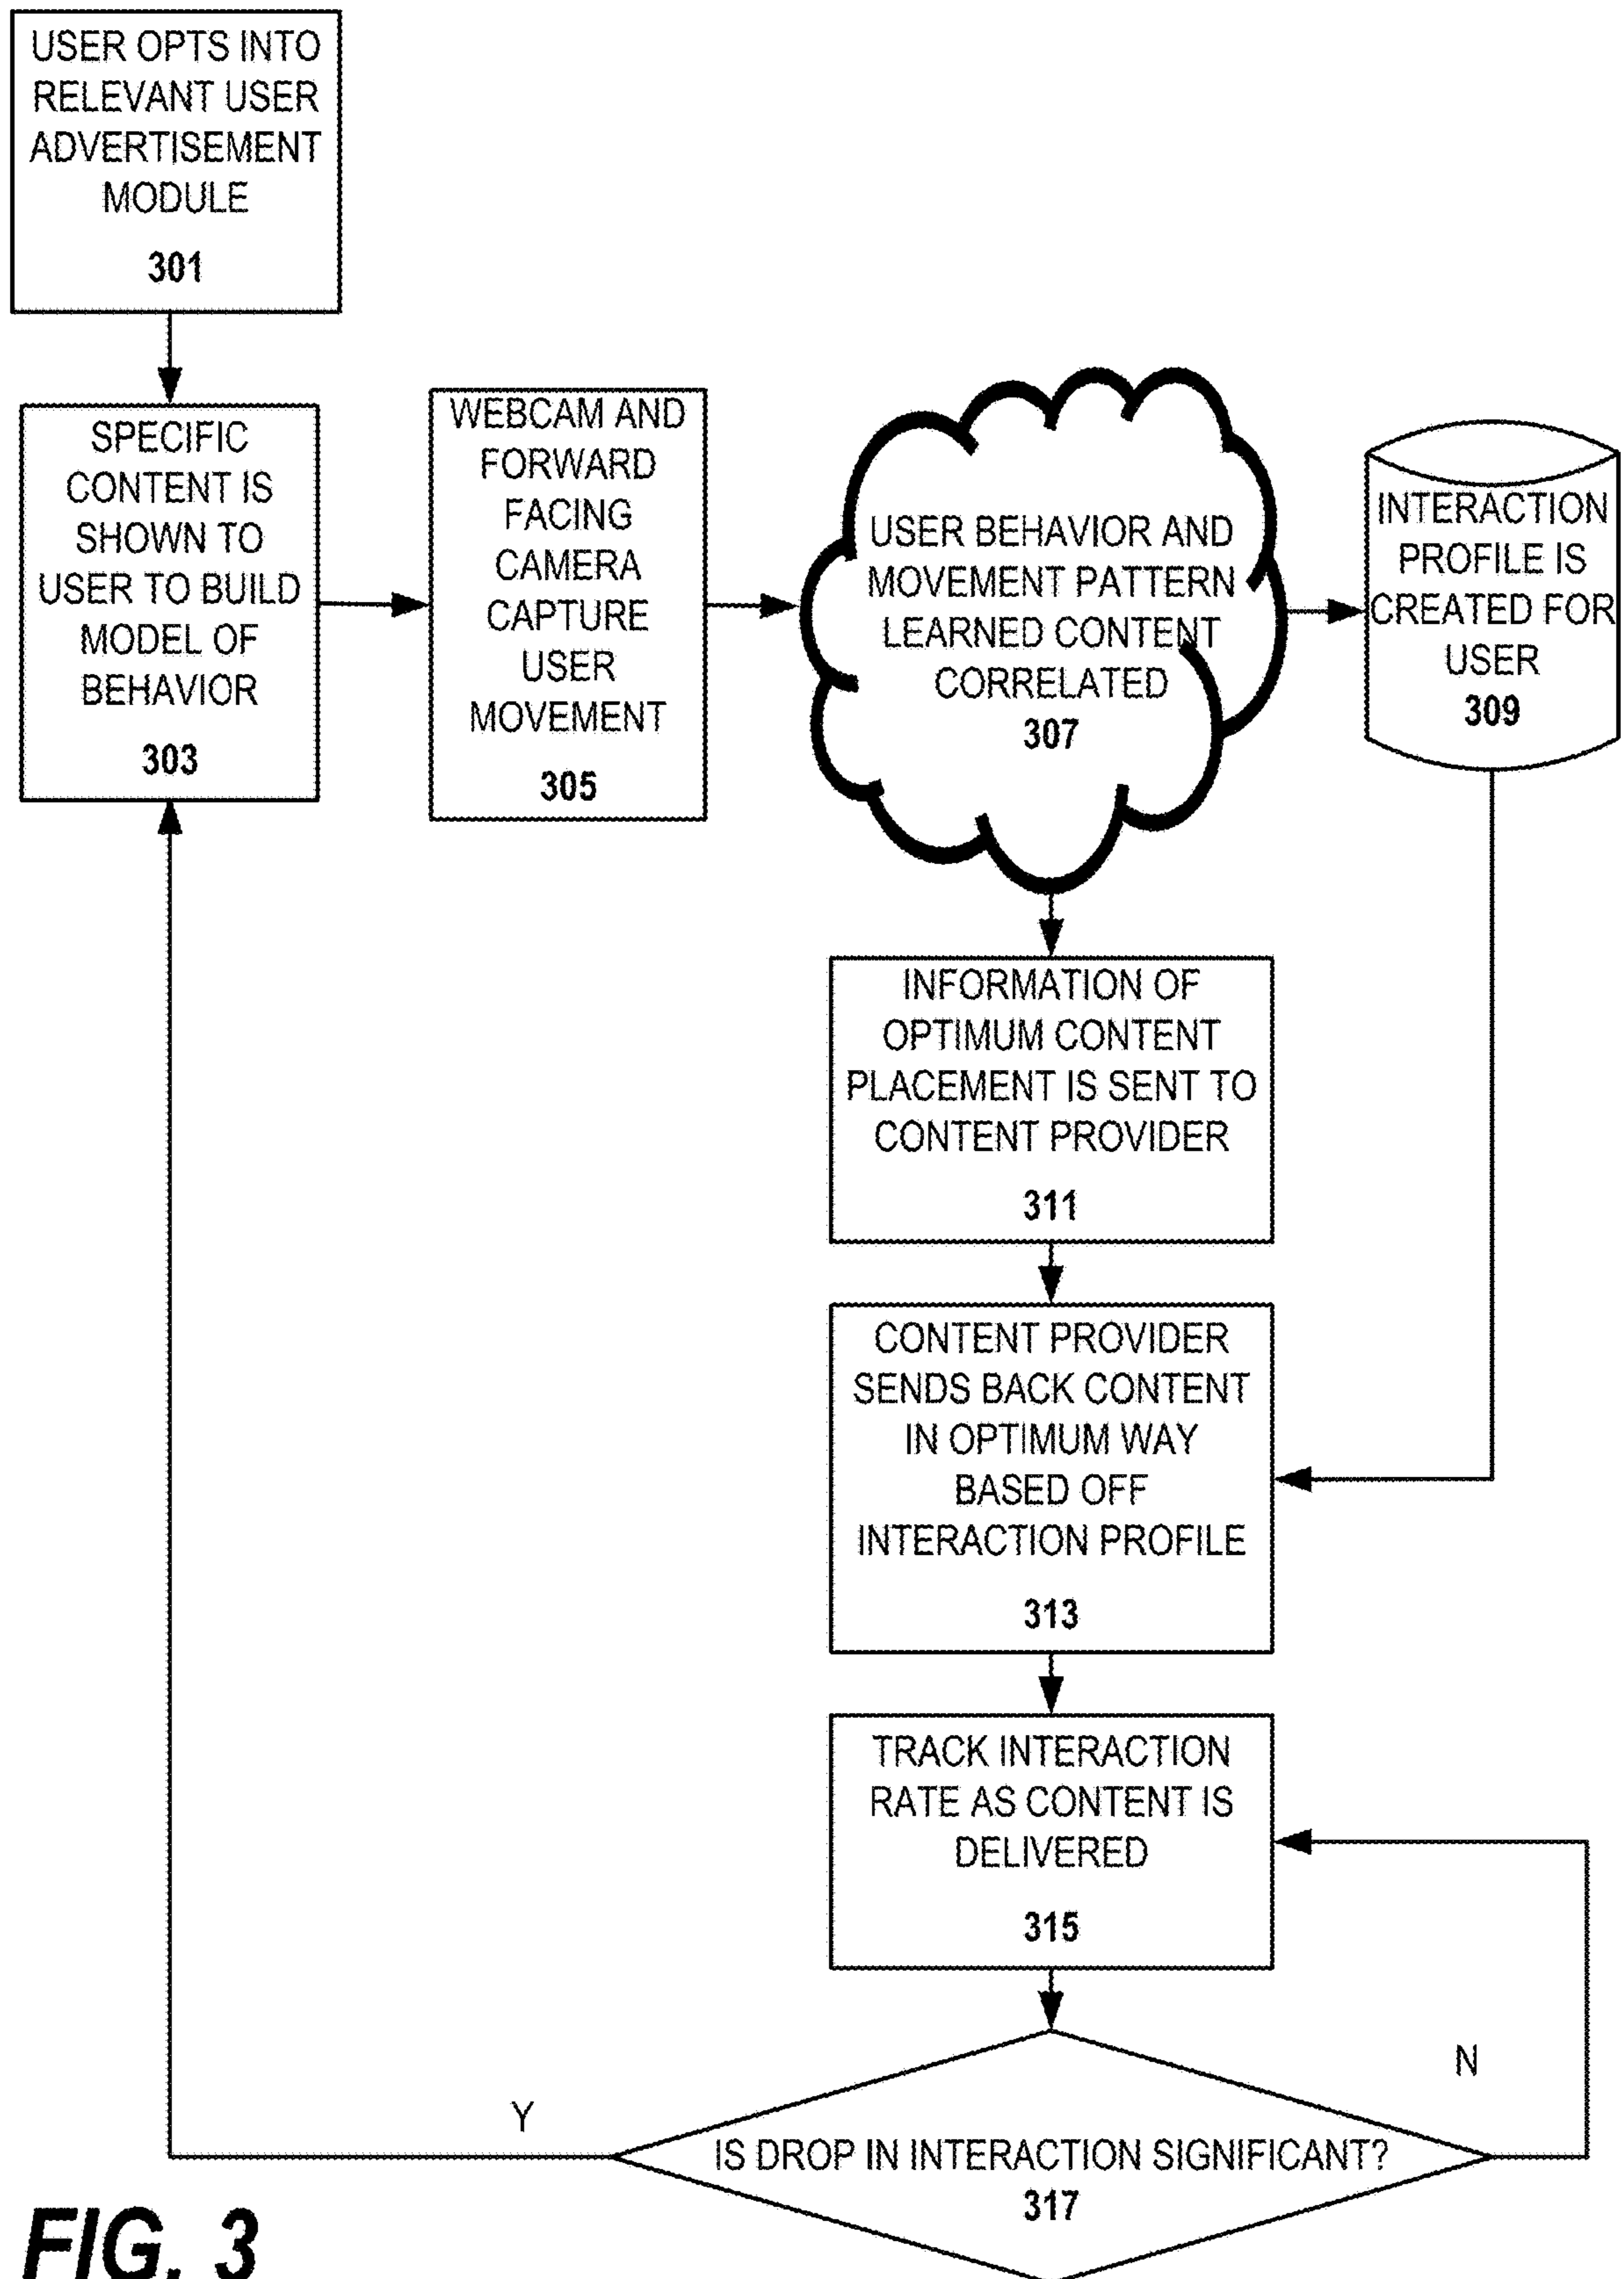 USER OPTS INTO
RELEVANT USER
ADVERTISEMENT
MODULE
301
SPECIFIC
CONTENT IS
SHOWN TO
USER TO BUILD
MODEL OF
BEHAVIOR
303
WEBCAM AND
FORWARD
FACING
CAMERA
CAPTURE
USER
MOVEMENT
305
USER BEHAVIOR AND
MOVEMENT PATTERN
LEARNED CONTENT
CORRELATED
307
INTERACTION
PROFILE IS
CREATED FOR
USER
309
INFORMATION OF
OPTIMUM CONTENT
PLACEMENT IS SENT TO
CONTENT PROVIDER
311
CONTENT PROVIDER
SENDS BACK CONTENT
IN OPTIMUM WAY
BASED OFF
INTERACTION PROFILE
313
TRACK INTERACTION
RATE AS CONTENT IS
DELIVERED
315
N
Y
IS DROP IN INTERACTION SIGNIFICANT?
317
FIG. 3